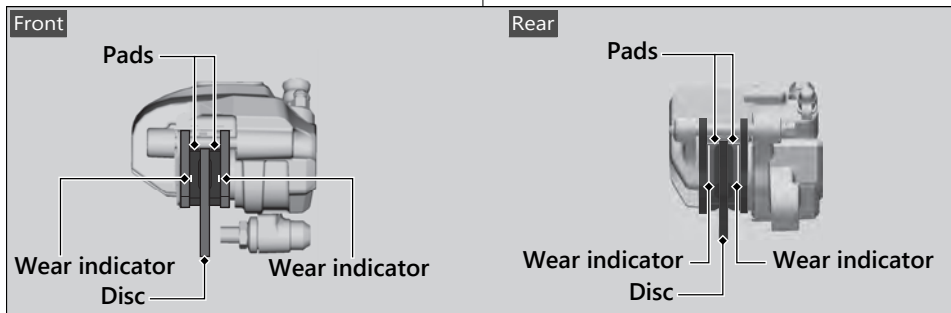 Front
Pads
Wear indicator
Wear indicator
Disc
Rear
Pads
Wear indicator
Wear indicator
Disc